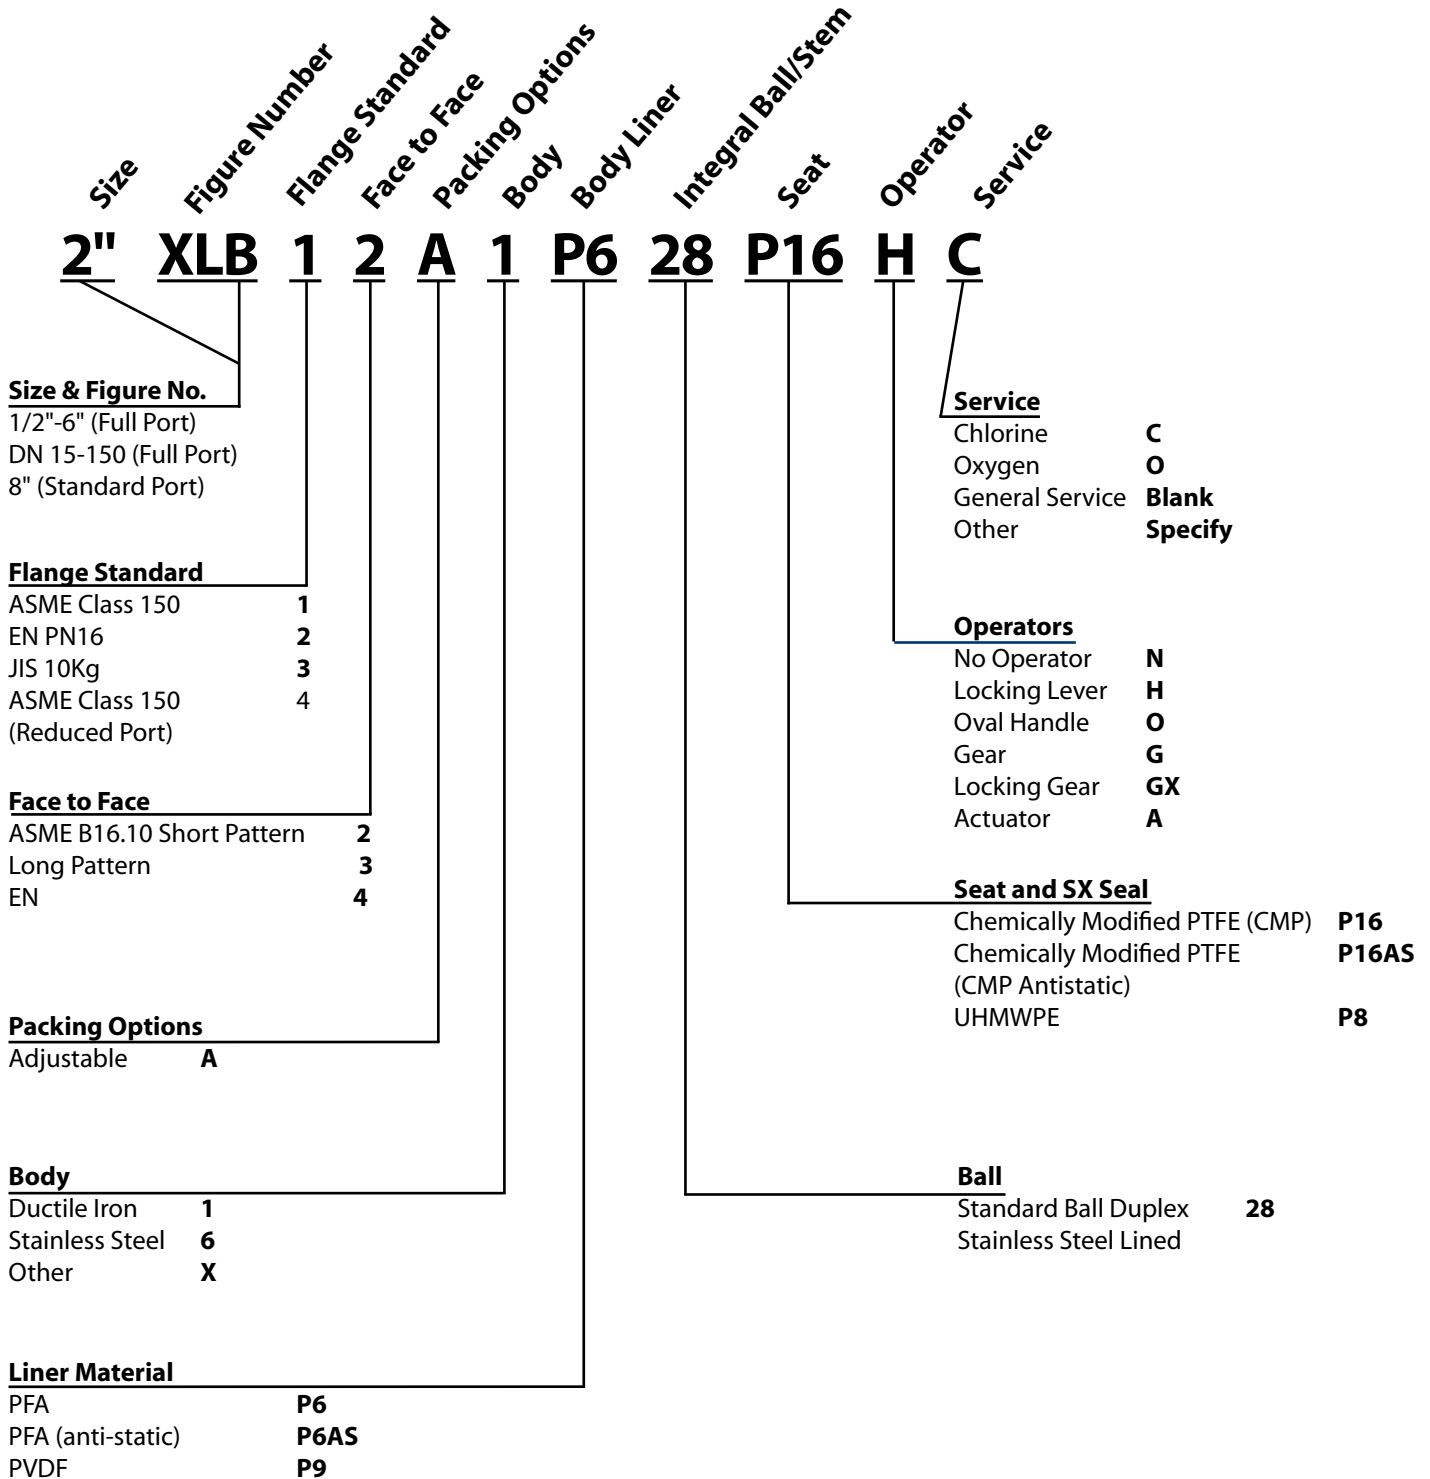 Size
Figure Number
Flange Standard
Face to Face
Packing Options
Body
Body Liner
Integral Ball/Stem
Seat
Operator
Service
2" XLB 1 2 A 1 P6 28 P16 H C
Size & Figure No.
1/2"-6" (Full Port)
DN 15-150 (Full Port)
8" (Standard Port)
Flange Standard
ASME Class 150 1
EN PN16 2
JIS 10Kg 3
ASME Class 150 4
(Reduced Port)
Face to Face
ASME B16.10 Short Pattern 2
Long Pattern 3
EN 4
Packing Options
Adjustable A
Body
Ductile Iron 1
Stainless Steel 6
Other X
Liner Material
PFA P6
PFA (anti-static) P6AS
PVDF P9
Service
Chlorine C
Oxygen O
General Service Blank
Other Specify
Operators
No Operator N
Locking Lever H
Oval Handle O
Gear G
Locking Gear GX
Actuator A
Seat and SX Seal
Chemically Modified PTFE (CMP) P16
Chemically Modified PTFE P16AS
(CMP Antistatic)
UHMWPE P8
Ball
Standard Ball Duplex 28
Stainless Steel Lined